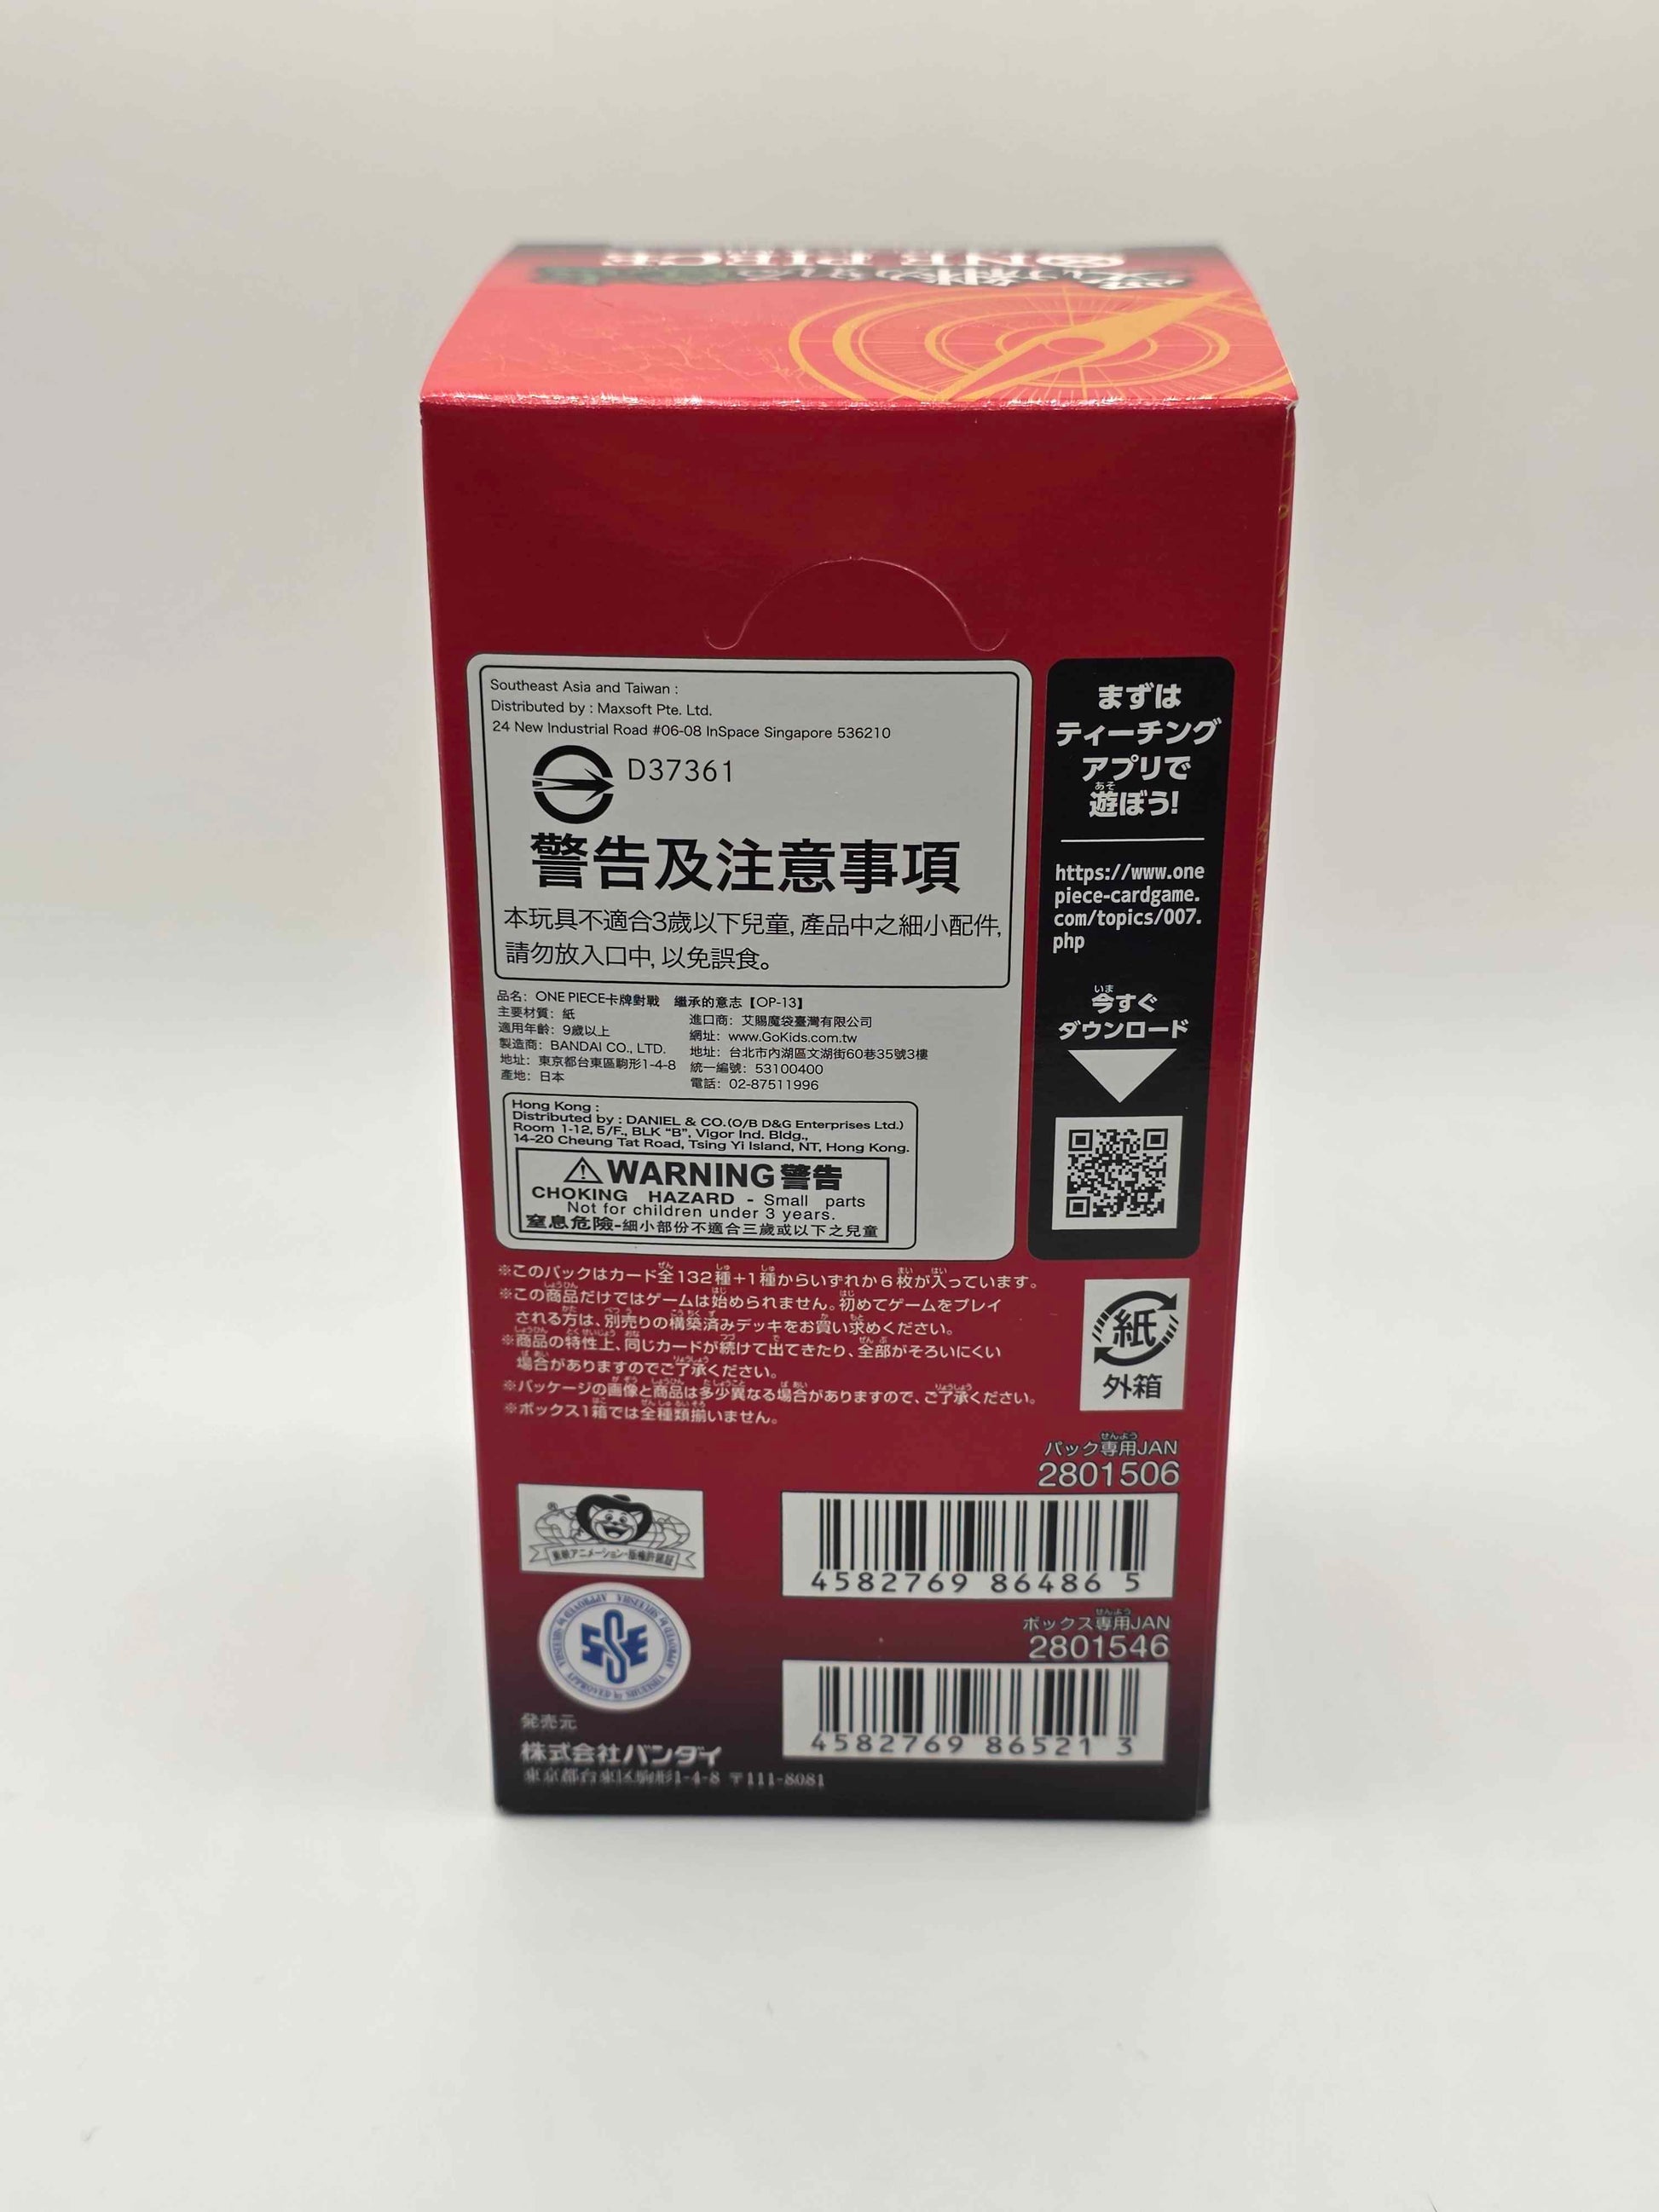 ONE PIECE
Southeast Asia and Taiwan :
Distributed by : Maxsoft Pte. Ltd.
24 New Industrial Road #06-08 InSpace Singapore 536210
D37361
警告及注意事項
本玩具不適合3歲以下兒童, 產品中之細小配件,
請勿放入口中, 以免誤食。
品名: ONE PIECE卡牌對戰 繼承的意志【OP-13】
主要材質: 紙
適用年齡: 9歲以上
製造商: BANDAI CO., LTD.
地址: 東京都台東區駒形1-4-8
產地: 日本
進口商: 艾賜魔袋臺灣有限公司
網址: www.GoKids.com.tw
地址: 台北市內湖區文湖街60巷35號3樓
統一編號: 53100400
電話: 02-87511996
Hong Kong :
Distributed by : DANIEL & CO.(O/B D&G Enterprises Ltd.)
Room 1-12, 5/F., BLK “B”, Vigor Ind. Bldg.,
14-20 Cheung Tat Road, Tsing Yi Island, NT, Hong Kong.
WARNING 警告
CHOKING HAZARD - Small parts
Not for children under 3 years.
窒息危險-細小部份不適合三歲或以下之兒童
まずは
ティーチング
アプリで
遊ぼう!
https://www.one
piece-cardgame.
com/topics/007.
php
今すぐ
ダウンロード
※このパックはカード全132種+1種からいずれか6枚が入っています。
※この商品だけではゲームは始められません。初めてゲームをプレイ
される方は、別売りの構築済みデッキをお買い求めください。
※商品の特性上、同じカードが続けて出てきたり、全部がそろいにくい
場合がありますのでご了承ください。
※パッケージの画像と商品は多少異なる場合がありますので、ご了承ください。
※ボックス1箱では全種類揃いません。
紙
外箱
パック専用JAN
2801506
4582769 86486 5
ボックス専用JAN
2801546
4582769 86521 3
東映アニメーション・版権許諾証
APPROVED by SHUEISHA
発売元
株式会社バンダイ
東京都台東区駒形1-4-8 〒111-8081